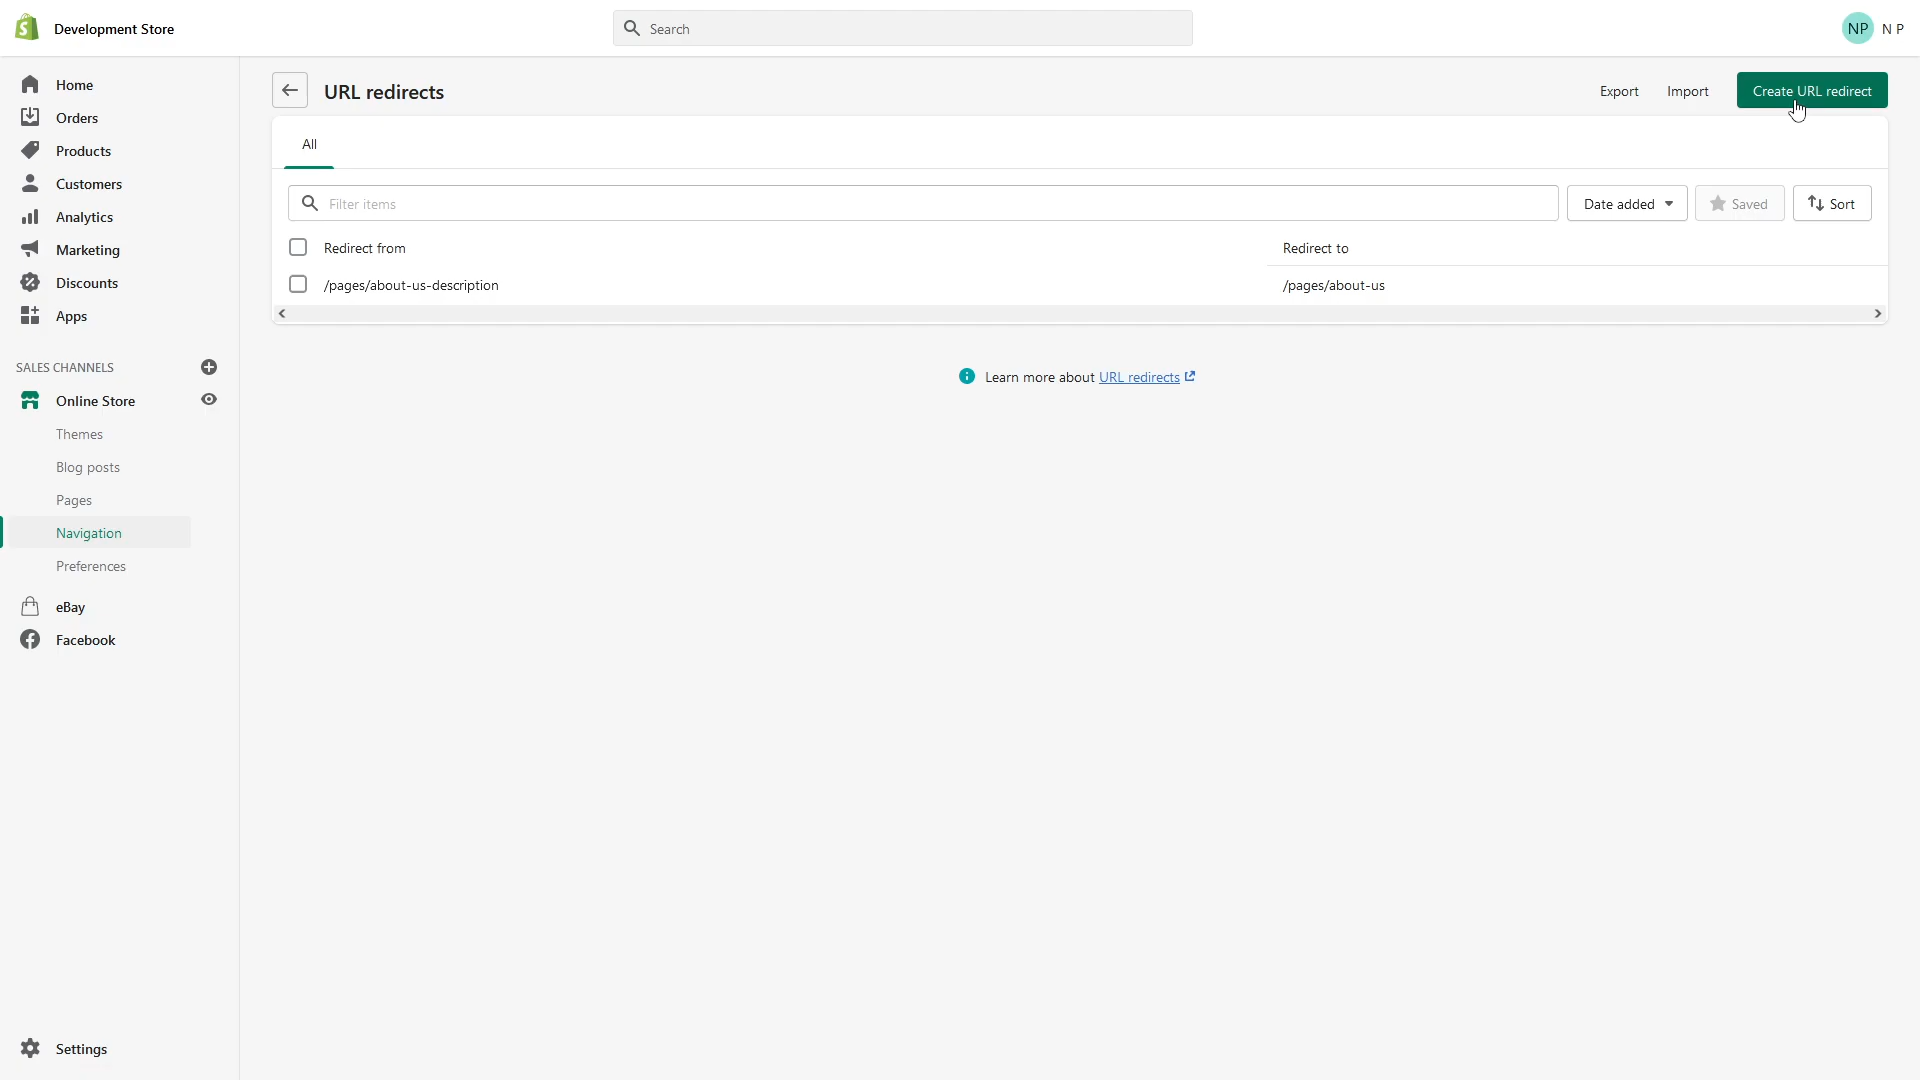 Development Store
Search
NP
N P
Home
Orders
Products
Customers
Analytics
Marketing
Discounts
Apps
SALES CHANNELS
Online Store
Themes
Blog posts
Pages
Navigation
Preferences
eBay
Facebook
Settings
URL redirects
Export
Import
Create URL redirect
All
Filter items
Date added
Saved
Sort
Redirect from
Redirect to
/pages/about-us-description
/pages/about-us
Learn more about URL redirects